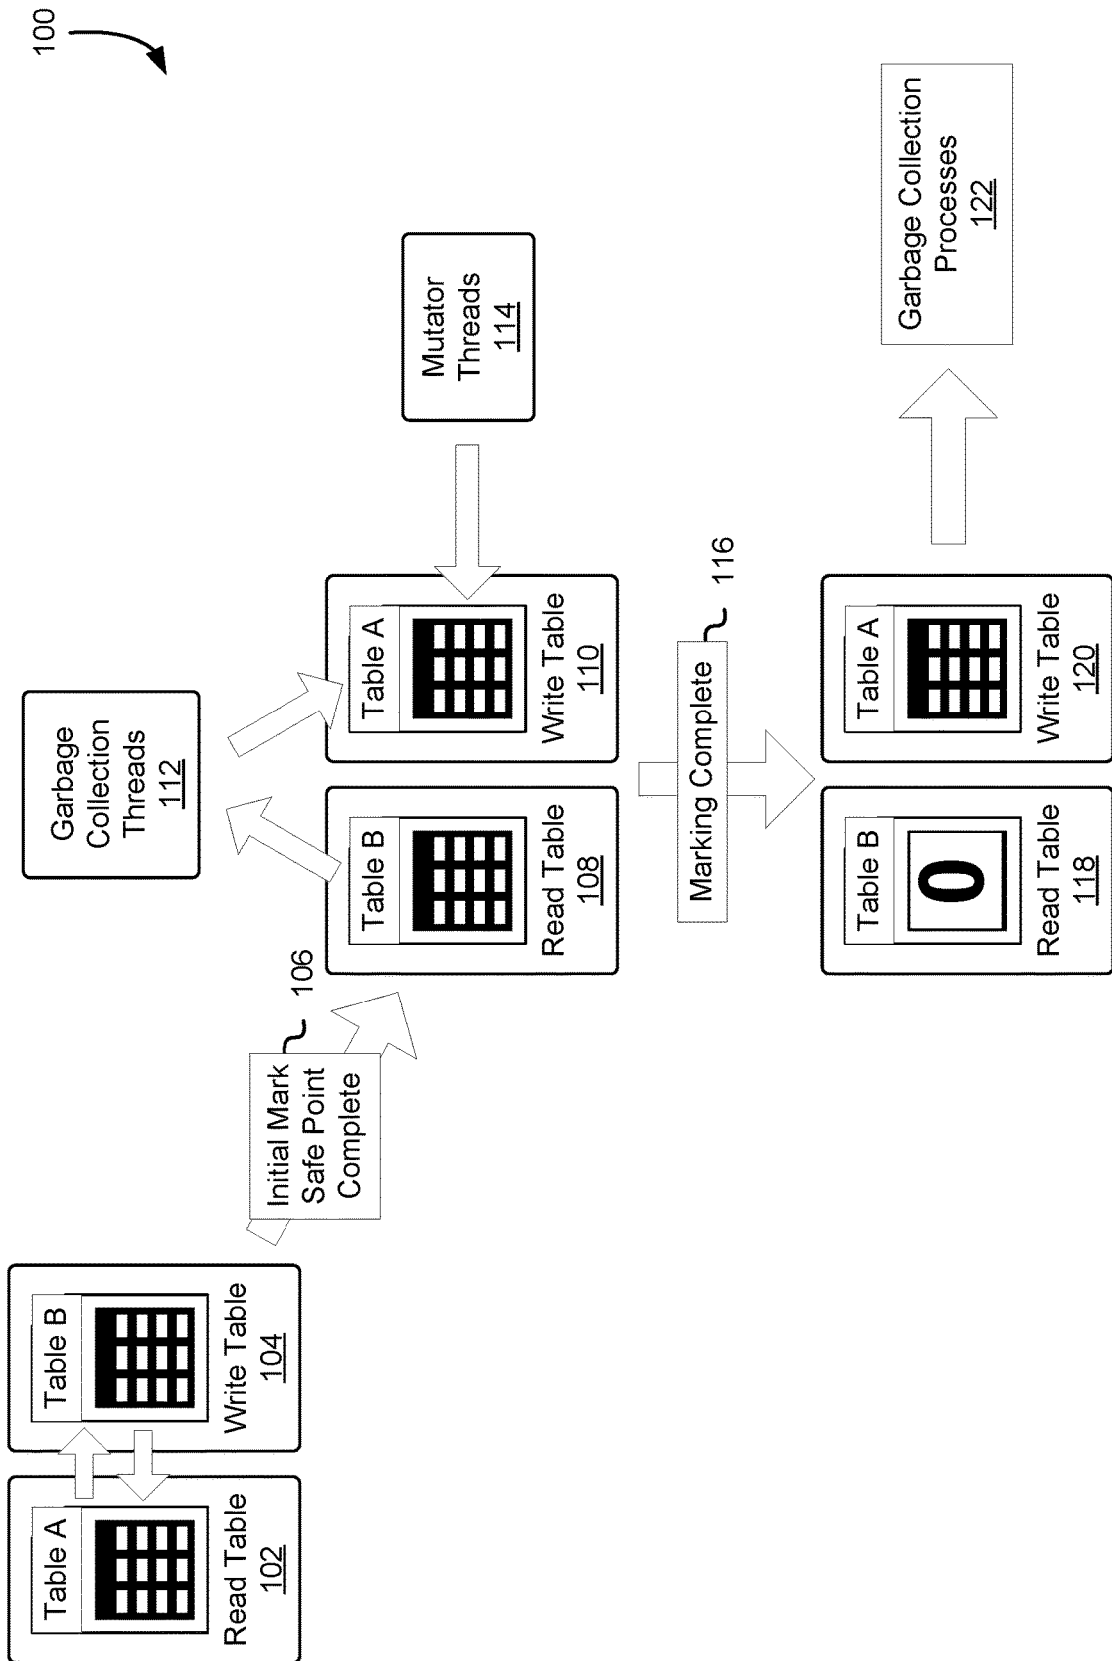 100
Table A
Read Table
102
Table B
Write Table
104
Initial Mark
Safe Point
Complete
106
Garbage
Collection
Threads
112
Table B
Read Table
108
Table A
Write Table
110
Mutator
Threads
114
Marking Complete
116
Table B
0
Read Table
118
Table A
Write Table
120
Garbage Collection
Processes
122